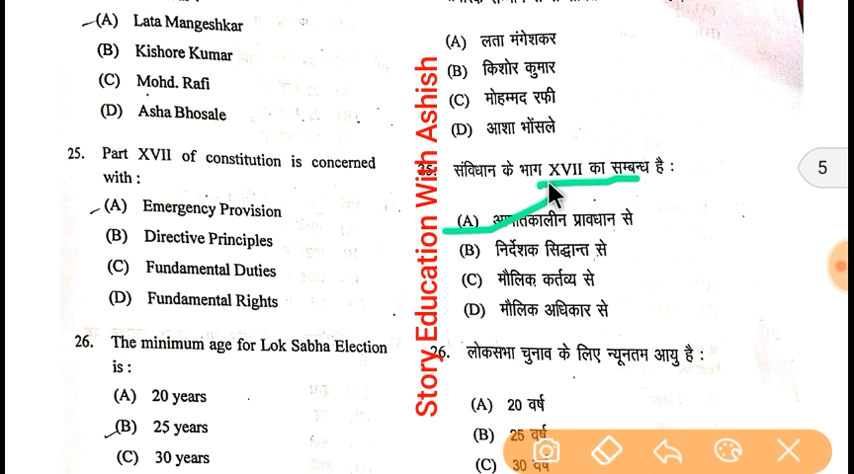 (A) Lata Mangeshkar
(B) Kishore Kumar
(C) Mohd. Rafi
(D) Asha Bhosale
25. Part XVII of constitution is concerned
with :
(A) Emergency Provision
(B) Directive Principles
(C) Fundamental Duties
(D) Fundamental Rights
26. The minimum age for Lok Sabha Election
is :
(A) 20 years
(B) 25 years
(C) 30 years
(A) लता मंगेशकर
(B) किशोर कुमार
(C) मोहम्मद रफी
(D) आशा भोंसले
25. संविधान के भाग XVII का सम्बन्ध है :
(A) प्रावधान से
(B) निर्देशक सिद्धान्त से
(C) मौलिक कर्तव्य से
(D) मौलिक अधिकार से
26. लोकसभा चुनाव के लिए न्यूनतम आयु है :
(A) 20 वर्ष
(B) 25 वर्ष
(C) 30 वर्ष
Story Education With Ashish
5